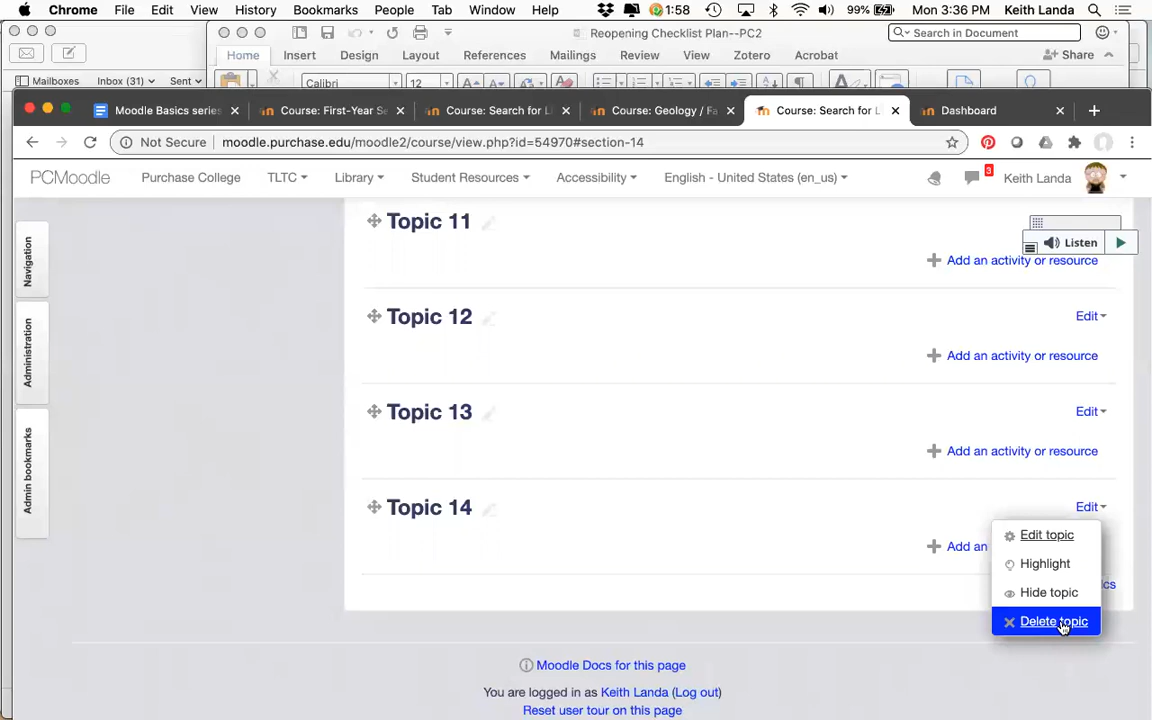 Chrome File Edit View History Bookmarks People Tab Window Help 1:58 99% Mon 3:36 PM Keith Landa
Reopening Checklist Plan--PC2 Search in Document
Home Insert Draw Design Layout References Mailings Review View Zotero Acrobat Share
Mailboxes Inbox (31) Sent Calibri 12
Moodle Basics series Course: First-Year Se Course: Search for Li Course: Geology / Fa Course: Search for Li Dashboard
Not Secure moodle.purchase.edu/moodle2/course/view.php?id=54970#section-14
PCMoodle Purchase College TLTC Library Student Resources Accessibility English - United States (en_us) 3 Keith Landa
Topic 11
Listen
Navigation
Add an activity or resource
Topic 12 Edit
Administration
Add an activity or resource
Topic 13 Edit
Add an activity or resource
Admin bookmarks
Topic 14 Edit
Edit topic
Add an
Highlight
Hide topic
Delete topic
Moodle Docs for this page
You are logged in as Keith Landa (Log out)
Reset user tour on this page